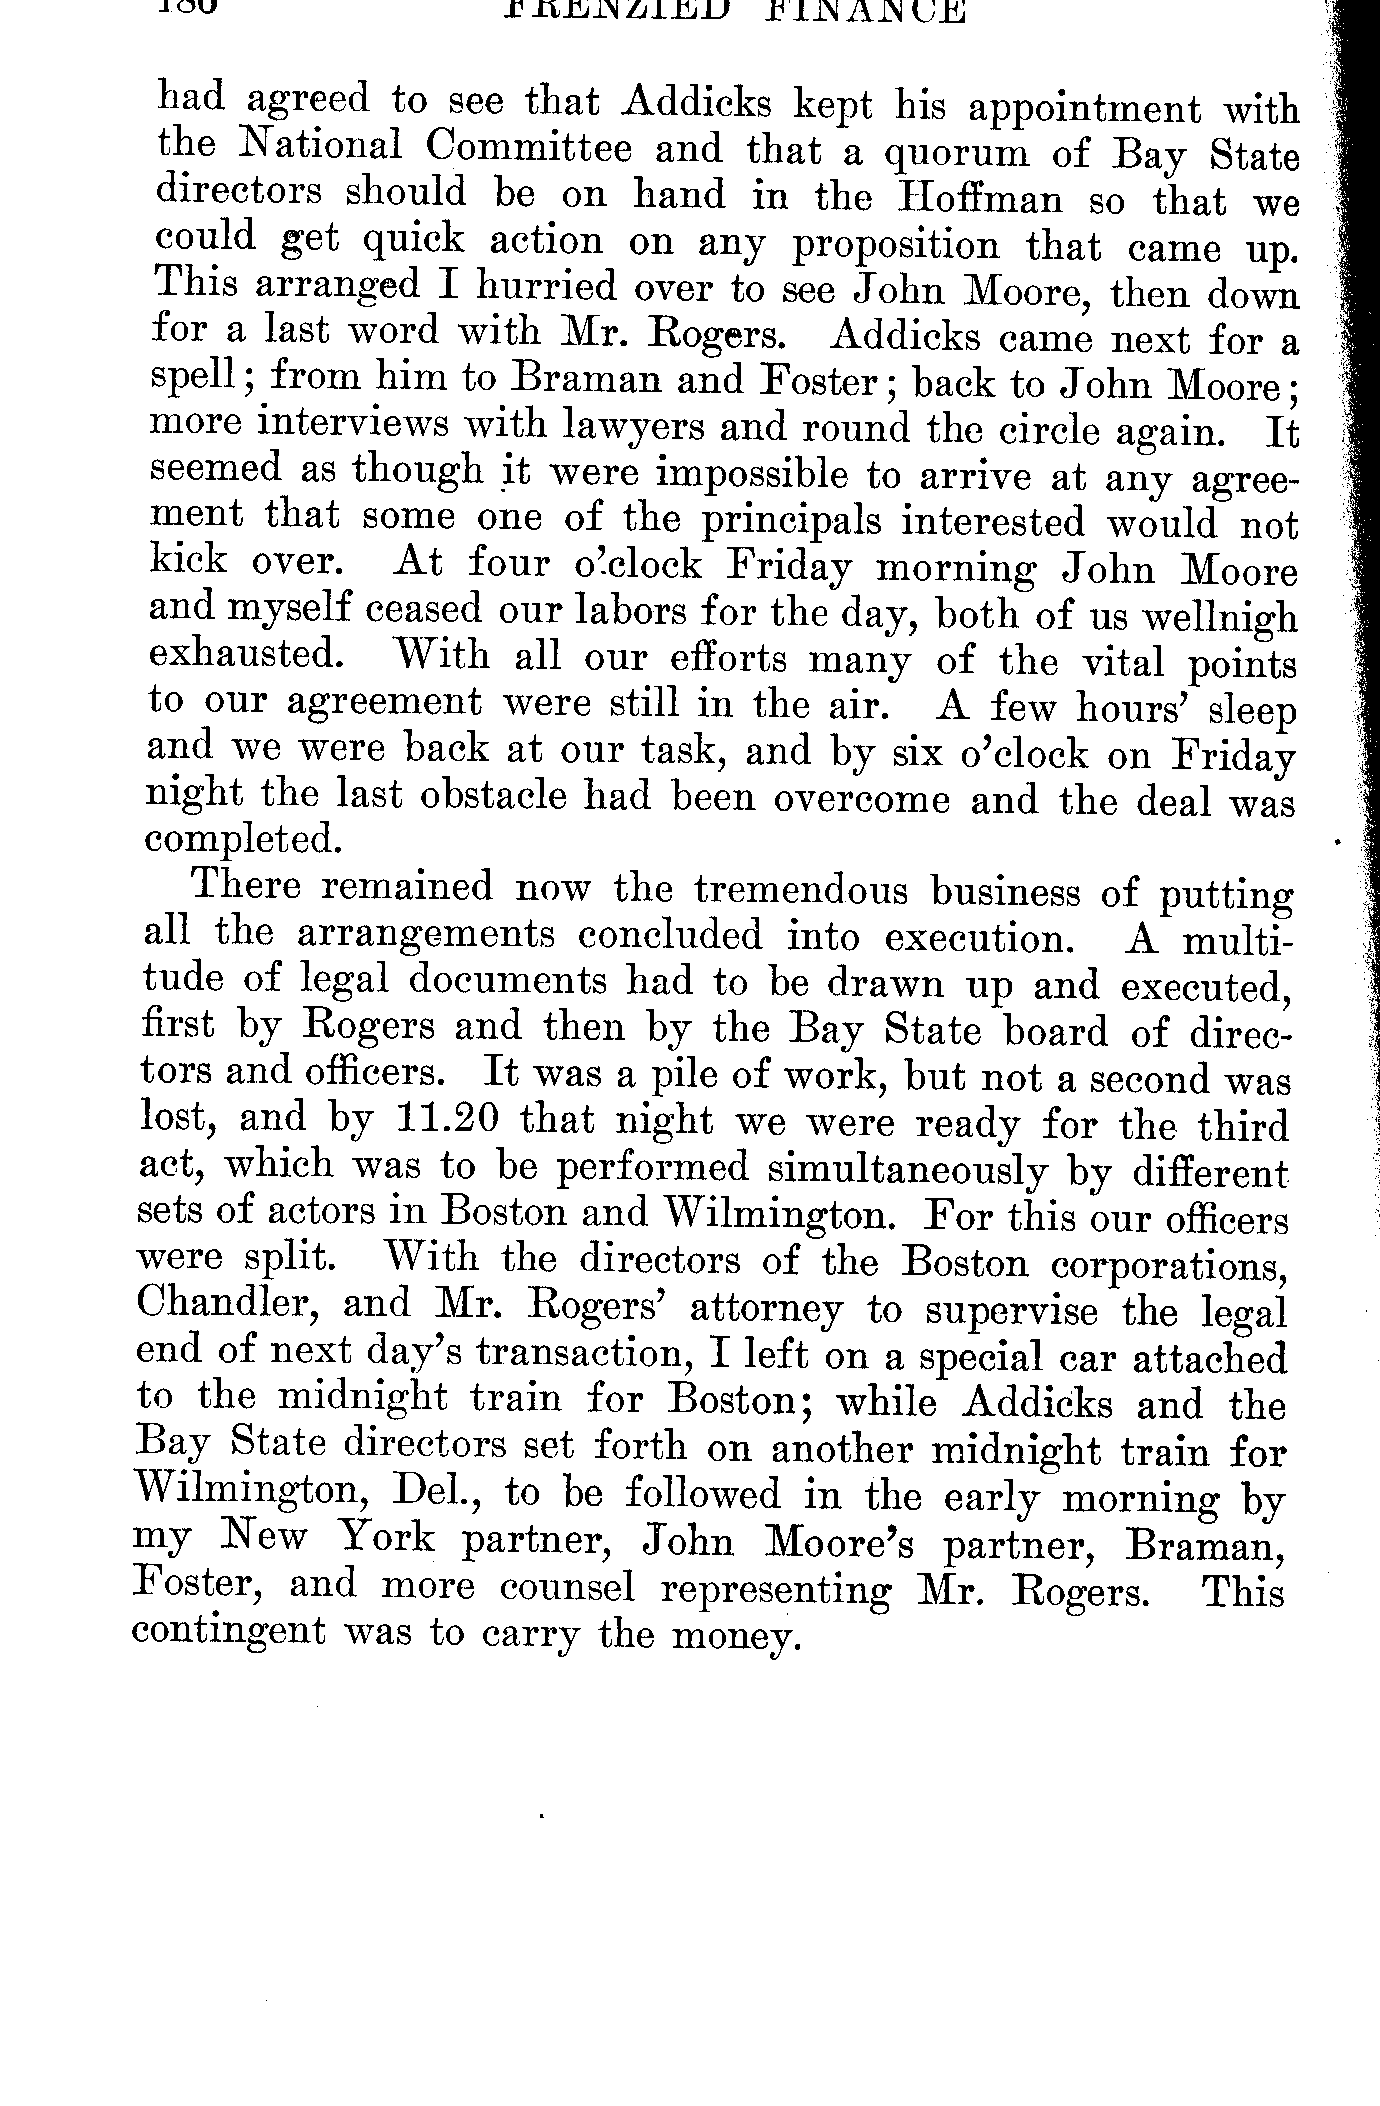 FRENZIED FINANCE
had agreed to see that Addicks kept his appointment with
the National Committee and that a quorum of Bay State
directors should be on hand in the Hoffman so that we
could get quick action on any proposition that came up.
This arranged I hurried over to see John Moore, then down
for a last word with Mr. Rogers. Addicks came next for a
spell; from him to Braman and Foster; back to John Moore;
more interviews with lawyers and round the circle again. It
seemed as though it were impossible to arrive at any agree-
ment that some one of the principals interested would not
kick over. At four o'clock Friday morning John Moore
and myself ceased our labors for the day, both of us wellnigh
exhausted. With all our efforts many of the vital points
to our agreement were still in the air. A few hours' sleep
and we were back at our task, and by six o'clock on Friday
night the last obstacle had been overcome and the deal was
completed.
There remained now the tremendous business of putting
all the arrangements concluded into execution. A multi-
tude of legal documents had to be drawn up and executed,
first by Rogers and then by the Bay State board of direc-
tors and officers. It was a pile of work, but not a second was
lost, and by 11.20 that night we were ready for the third
act, which was to be performed simultaneously by different
sets of actors in Boston and Wilmington. For this our officers
were split. With the directors of the Boston corporations,
Chandler, and Mr. Rogers' attorney to supervise the legal
end of next day's transaction, I left on a special car attached
to the midnight train for Boston; while Addicks and the
Bay State directors set forth on another midnight train for
Wilmington, Del., to be followed in the early morning by
my New York partner, John Moore's partner, Braman,
Foster, and more counsel representing Mr. Rogers. This
contingent was to carry the money.